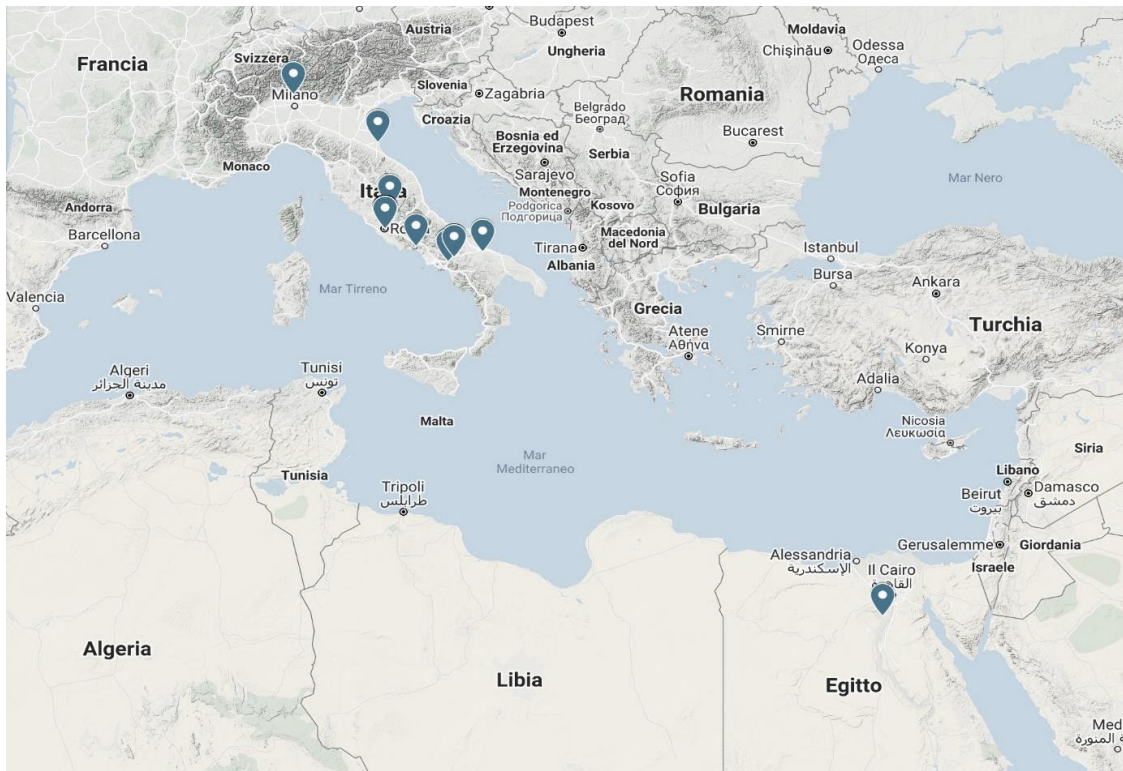 Austria
Budapest
Ungheria
Moldavia
Chișinău
Odessa
Одеса
Francia
Svizzera
Milano
Slovenia
Zagabria
Croazia
Belgrado
Београд
Romania
Bucarest
Bosnia ed
Erzegovina
Sarajevo
Serbia
Monaco
Montenegro
Podgorica
Подгорица
Kosovo
Sofia
София
Bulgaria
Mar Nero
Andorra
Barcellona
Macedonia
del Nord
Tirana
Albania
Istanbul
Bursa
Ankara
Valencia
Mar Tirreno
Grecia
Atene
Αθήνα
Smirne
Turchia
Konya
Adalia
Algeri
مدينة الجزائر
Tunisi
تونس
Malta
Nicosia
Λευκωσία
Siria
Mar
Mediterraneo
Tunisia
Tripoli
طرابلس
Libano
Beirut
بيروت
Damasco
دمشق
Gerusalemme
Giordania
Israele
Alessandria
الإسكندرية
Il Cairo
Algeria
Libia
Egitto